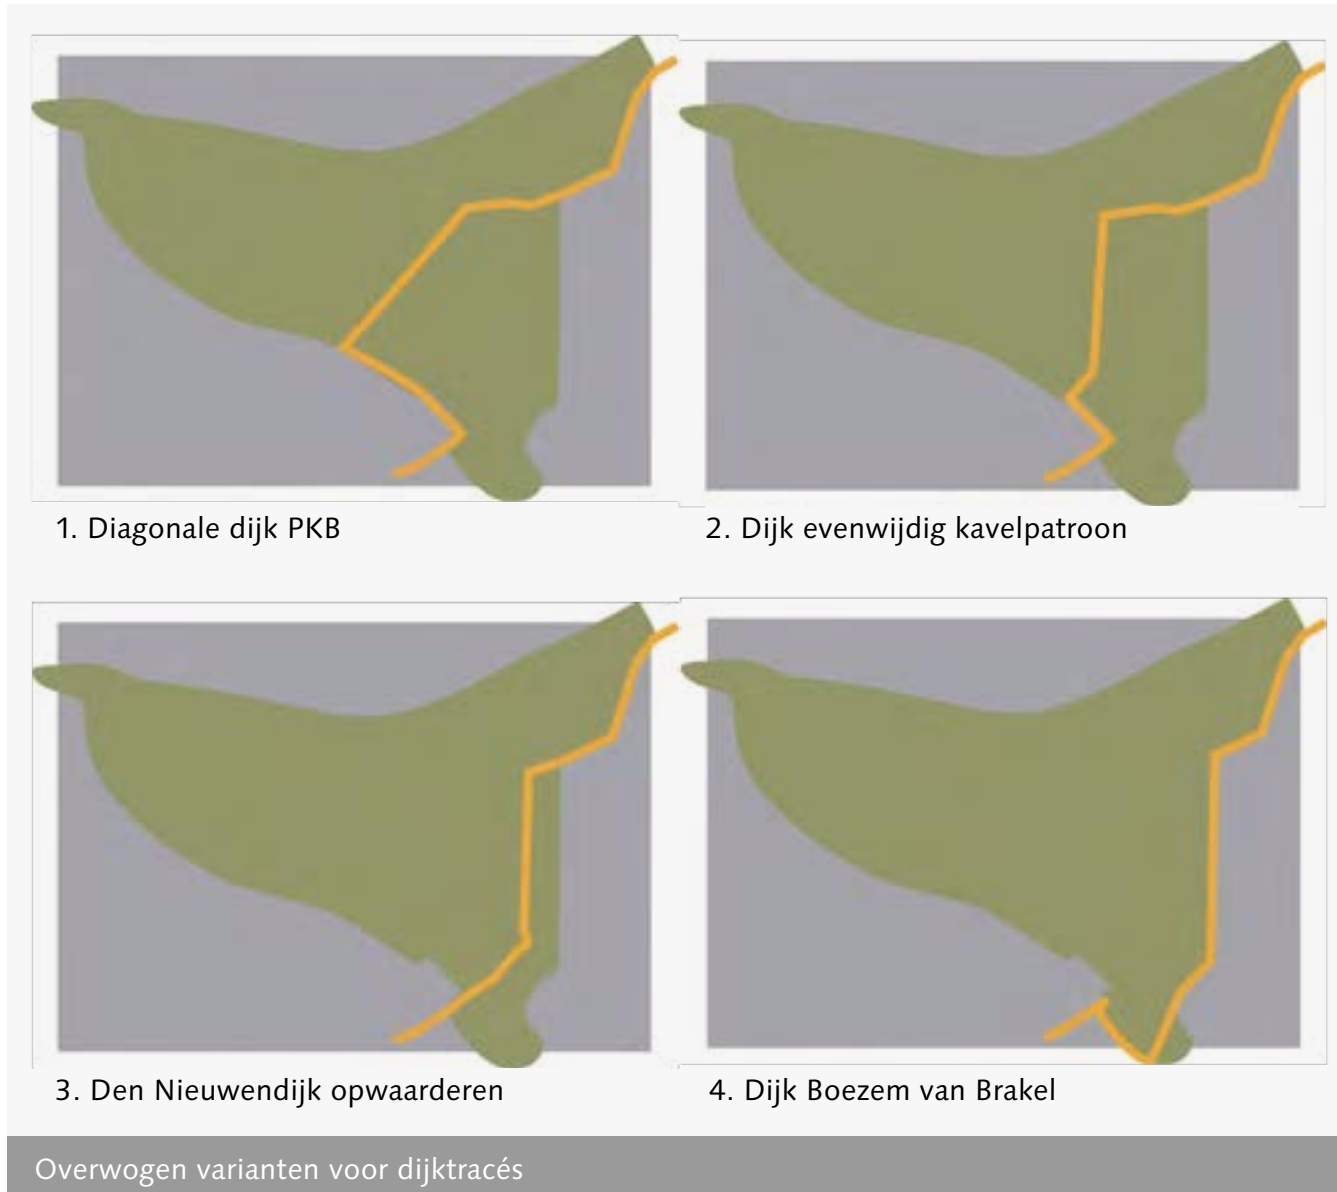 1. Diagonale dijk PKB
2. Dijk evenwijdig kavelpatroon
3. Den Nieuwendijk opwaarderen
4. Dijk Boezem van Brakel
Overwogen varianten voor dijktracés